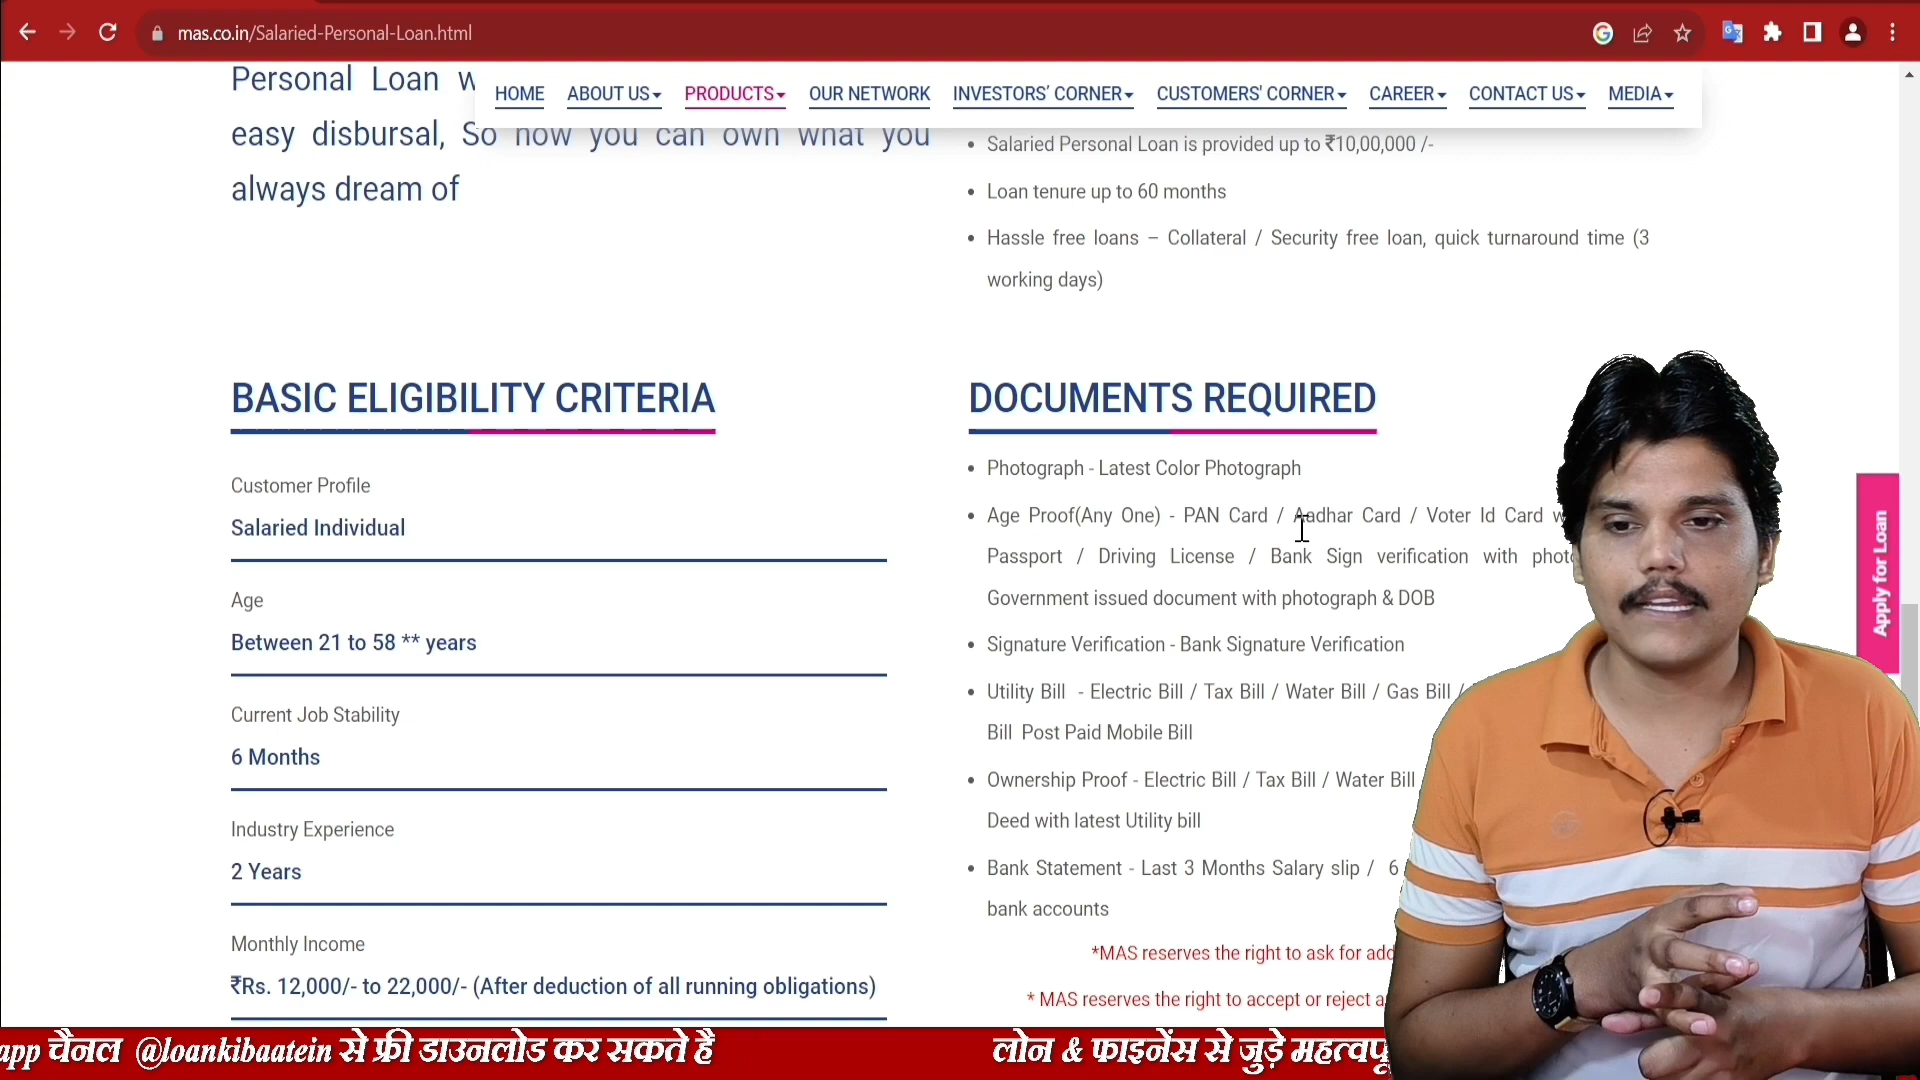 mas.co.in/Salaried-Personal-Loan.html
HOME ABOUT US PRODUCTS OUR NETWORK INVESTORS’ CORNER CUSTOMERS' CORNER CAREER CONTACT US MEDIA
Personal Loan
easy disbursal, So now you can own what you
always dream of
• Salaried Personal Loan is provided up to ₹10,00,000 /-
• Loan tenure up to 60 months
• Hassle free loans – Collateral / Security free loan, quick turnaround time (3
working days)
BASIC ELIGIBILITY CRITERIA
Customer Profile
Salaried Individual
Age
Between 21 to 58 ** years
Current Job Stability
6 Months
Industry Experience
2 Years
Monthly Income
₹Rs. 12,000/- to 22,000/- (After deduction of all running obligations)
DOCUMENTS REQUIRED
• Photograph - Latest Color Photograph
• Age Proof(Any One) - PAN Card / Aadhar Card / Voter Id Card
Passport / Driving License / Bank Sign verification with
Government issued document with photograph & DOB
• Signature Verification - Bank Signature Verification
• Utility Bill - Electric Bill / Tax Bill / Water Bill / Gas Bill /
Bill Post Paid Mobile Bill
• Ownership Proof - Electric Bill / Tax Bill / Water Bill
Deed with latest Utility bill
• Bank Statement - Last 3 Months Salary slip / 6
bank accounts
*MAS reserves the right to ask for
* MAS reserves the right to accept or reject
Apply for Loan
चैनल @loankibaatein से फ्री डाउनलोड कर सकते हैं
लोन & फाइनेंस से जुड़े